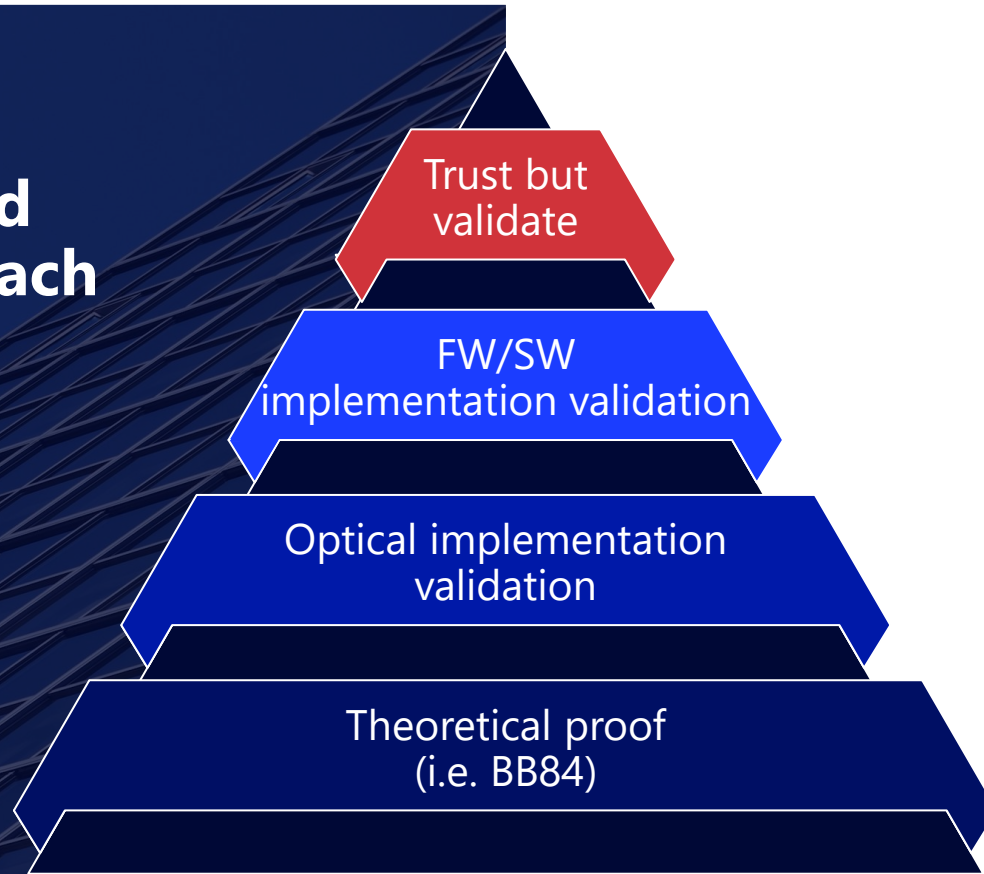 d
ach
Trust but
validate
FW/SW
implementation validation
Optical implementation
validation
Theoretical proof
(i.e. BB84)